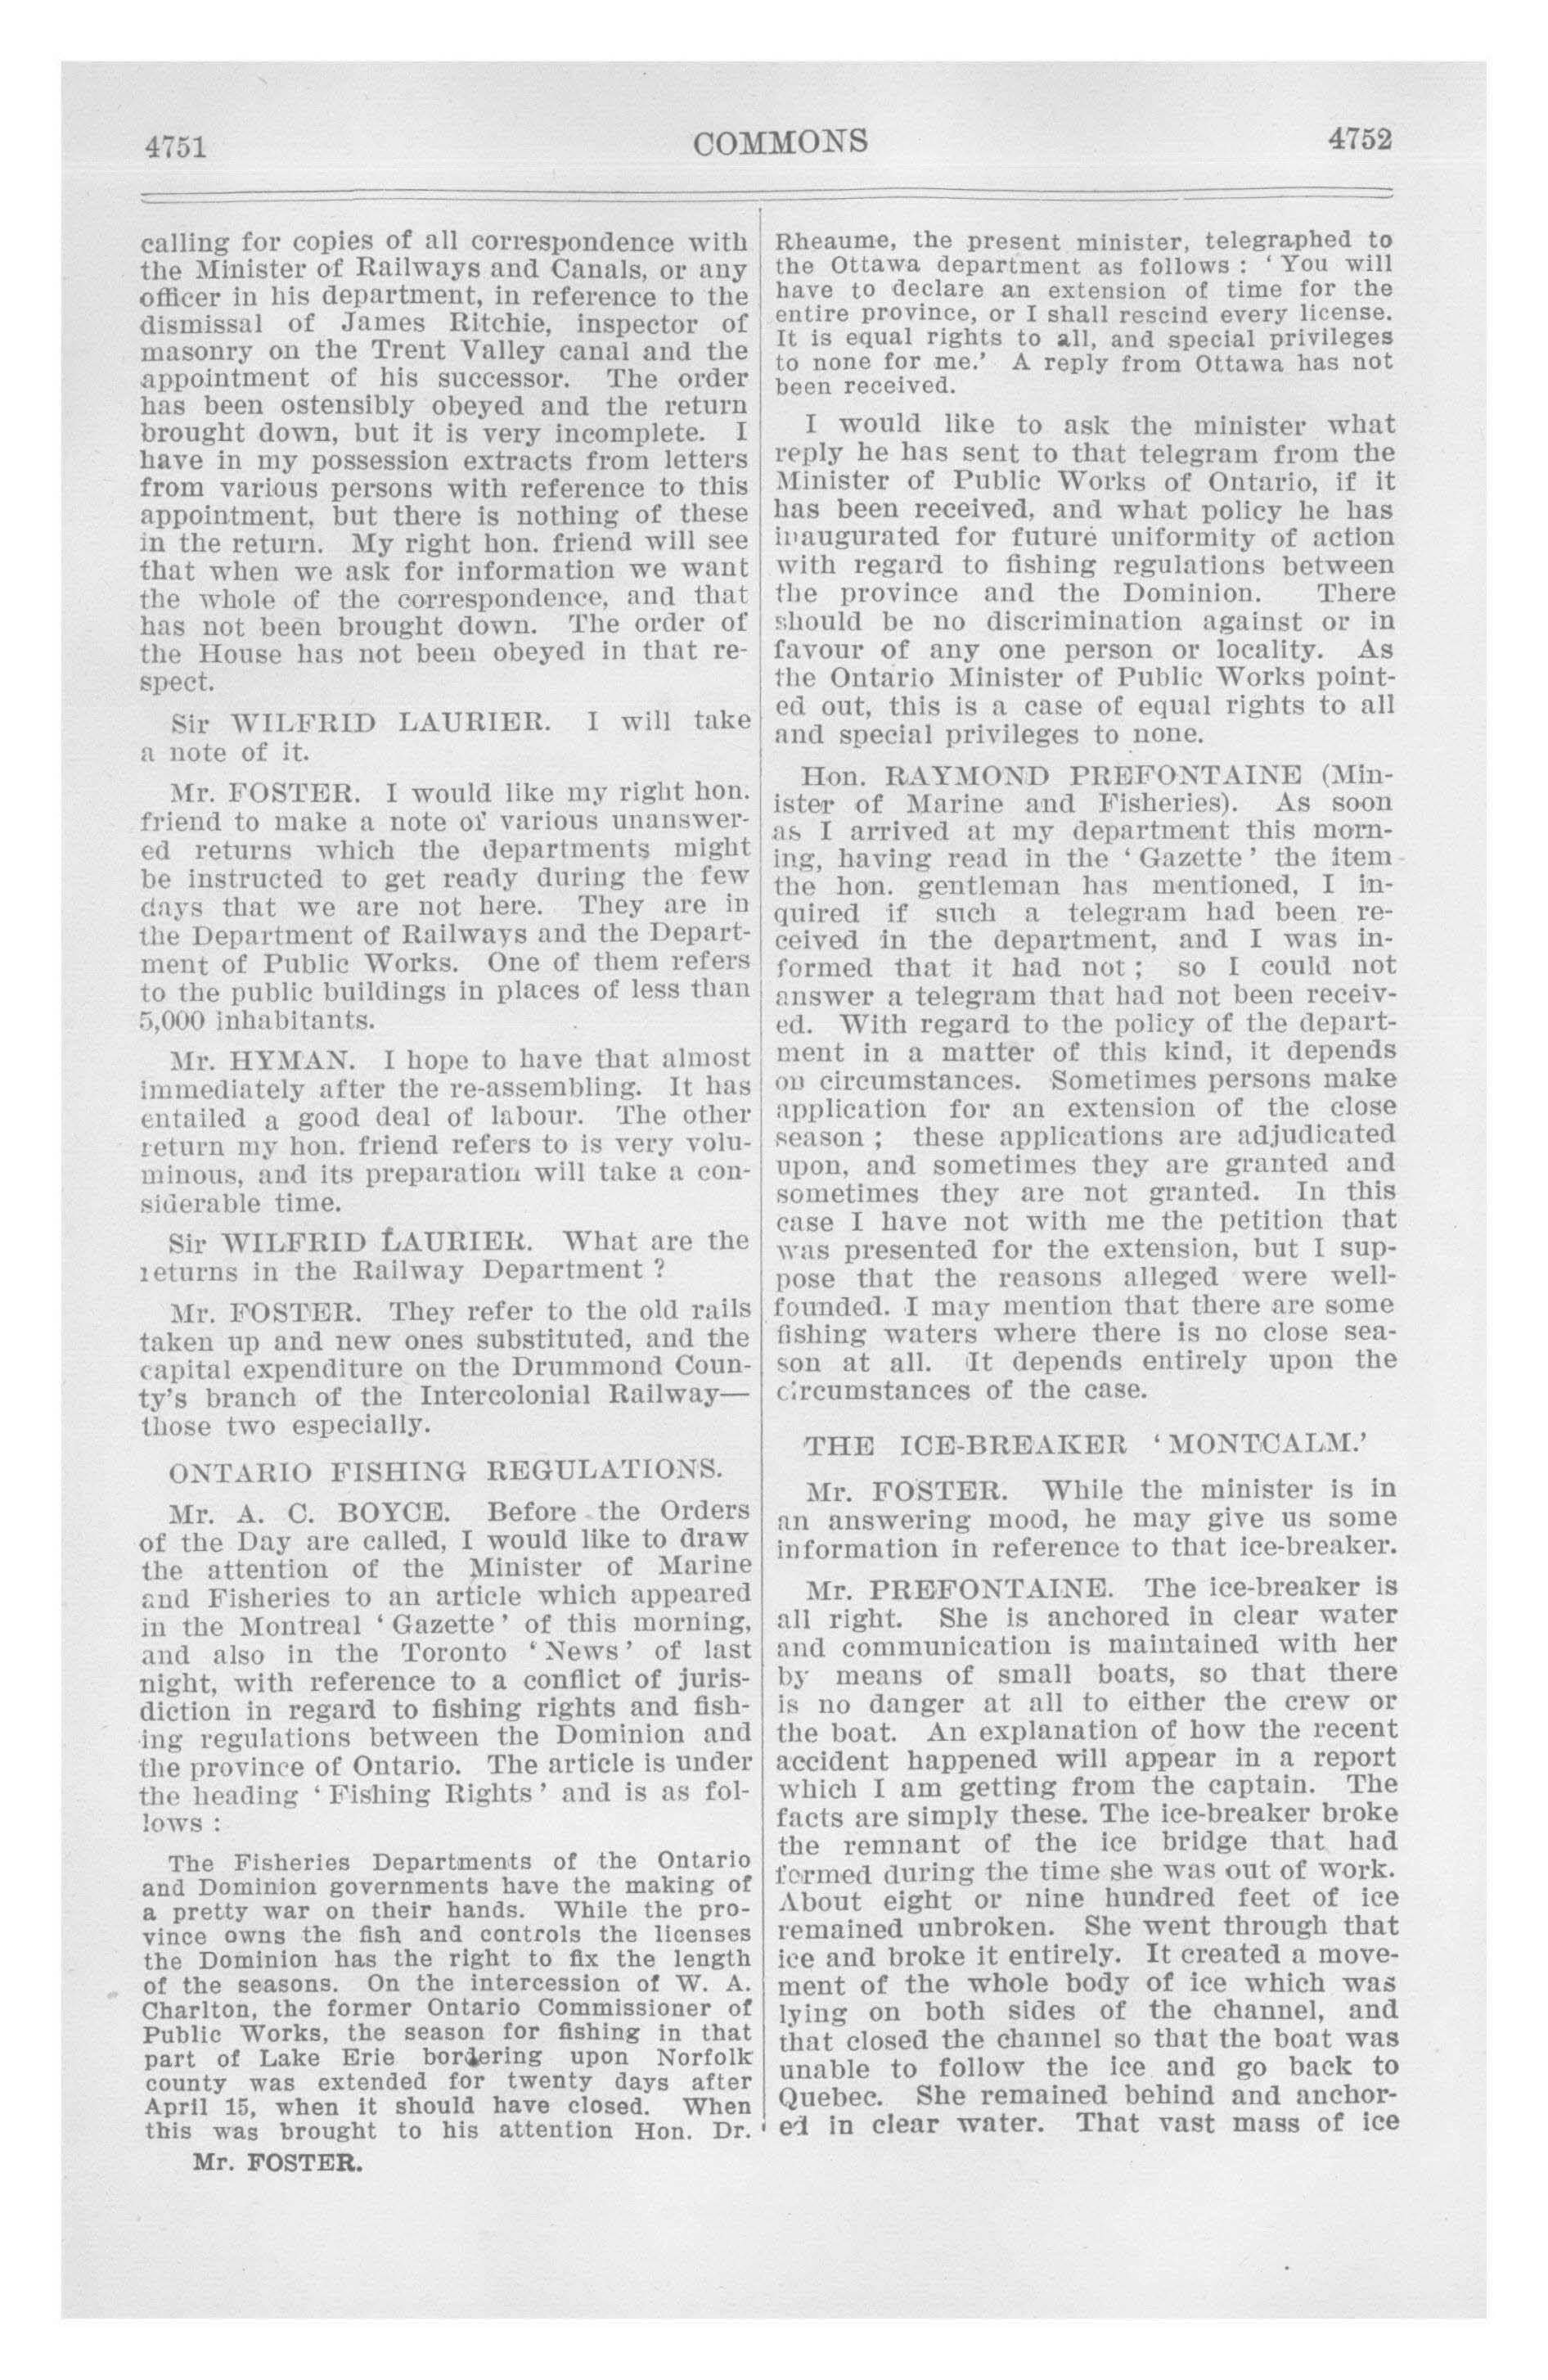 4751
COMMONS
4752
calling for copies of all correspondence with
the Minister of Railways and Canals, or any
officer in his department, in reference to the
dismissal of James Ritchie, inspector of
masonry on the Trent Valley canal and the
appointment of his successor. The order
has been ostensibly obeyed and the return
brought down, but it is very incomplete. I
have in my possession extracts from letters
from various persons with reference to this
appointment, but there is nothing of these
in the return. My right hon. friend will see
that when we ask for information we want
the whole of the correspondence, and that
has not been brought down. The order of
the House has not been obeyed in that re-
spect.
Sir WILFRID LAURIER. I will take
a note of it.
Mr. FOSTER. I would like my right hon.
friend to make a note of various unanswer-
ed returns which the departments might
be instructed to get ready during the few
days that we are not here. They are in
the Department of Railways and the Depart-
ment of Public Works. One of them refers
to the public buildings in places of less than
5,000 inhabitants.
Mr. HYMAN. I hope to have that almost
immediately after the re-assembling. It has
entailed a good deal of labour. The other
return my hon. friend refers to is very volu-
minous, and its preparation will take a con-
siderable time.
Sir WILFRID LAURIER. What are the
returns in the Railway Department ?
Mr. FOSTER. They refer to the old rails
taken up and new ones substituted, and the
capital expenditure on the Drummond Coun-
ty's branch of the Intercolonial Railway—
those two especially.
ONTARIO FISHING REGULATIONS.
Mr. A. C. BOYCE. Before the Orders
of the Day are called, I would like to draw
the attention of the Minister of Marine
and Fisheries to an article which appeared
in the Montreal ‘ Gazette ’ of this morning,
and also in the Toronto ‘ News ’ of last
night, with reference to a conflict of juris-
diction in regard to fishing rights and fish-
ing regulations between the Dominion and
the province of Ontario. The article is under
the heading ‘ Fishing Rights ’ and is as fol-
lows :
The Fisheries Departments of the Ontario
and Dominion governments have the making of
a pretty war on their hands. While the pro-
vince owns the fish and controls the licenses
the Dominion has the right to fix the length
of the seasons. On the intercession of W. A.
Charlton, the former Ontario Commissioner of
Public Works, the season for fishing in that
part of Lake Erie bordering upon Norfolk
county was extended for twenty days after
April 15, when it should have closed. When
this was brought to his attention Hon. Dr.
Mr. FOSTER.
Rheaume, the present minister, telegraphed to
the Ottawa department as follows : ‘ You will
have to declare an extension of time for the
entire province, or I shall rescind every license.
It is equal rights to all, and special privileges
to none for me.’ A reply from Ottawa has not
been received.
I would like to ask the minister what
reply he has sent to that telegram from the
Minister of Public Works of Ontario, if it
has been received, and what policy he has
inaugurated for future uniformity of action
with regard to fishing regulations between
the province and the Dominion. There
should be no discrimination against or in
favour of any one person or locality. As
the Ontario Minister of Public Works point-
ed out, this is a case of equal rights to all
and special privileges to none.
Hon. RAYMOND PREFONTAINE (Min-
ister of Marine and Fisheries). As soon
as I arrived at my department this morn-
ing, having read in the ‘ Gazette ’ the item
the hon. gentleman has mentioned, I in-
quired if such a telegram had been re-
ceived in the department, and I was in-
formed that it had not ; so I could not
answer a telegram that had not been receiv-
ed. With regard to the policy of the depart-
ment in a matter of this kind, it depends
on circumstances. Sometimes persons make
application for an extension of the close
season ; these applications are adjudicated
upon, and sometimes they are granted and
sometimes they are not granted. In this
case I have not with me the petition that
was presented for the extension, but I sup-
pose that the reasons alleged were well-
founded. I may mention that there are some
fishing waters where there is no close sea-
son at all. It depends entirely upon the
circumstances of the case.
THE ICE-BREAKER ‘ MONTCALM.’
Mr. FOSTER. While the minister is in
an answering mood, he may give us some
information in reference to that ice-breaker.
Mr. PREFONTAINE. The ice-breaker is
all right. She is anchored in clear water
and communication is maintained with her
by means of small boats, so that there
is no danger at all to either the crew or
the boat. An explanation of how the recent
accident happened will appear in a report
which I am getting from the captain. The
facts are simply these. The ice-breaker broke
the remnant of the ice bridge that had
formed during the time she was out of work.
About eight or nine hundred feet of ice
remained unbroken. She went through that
ice and broke it entirely. It created a move-
ment of the whole body of ice which was
lying on both sides of the channel, and
that closed the channel so that the boat was
unable to follow the ice and go back to
Quebec. She remained behind and anchor-
ed in clear water. That vast mass of ice